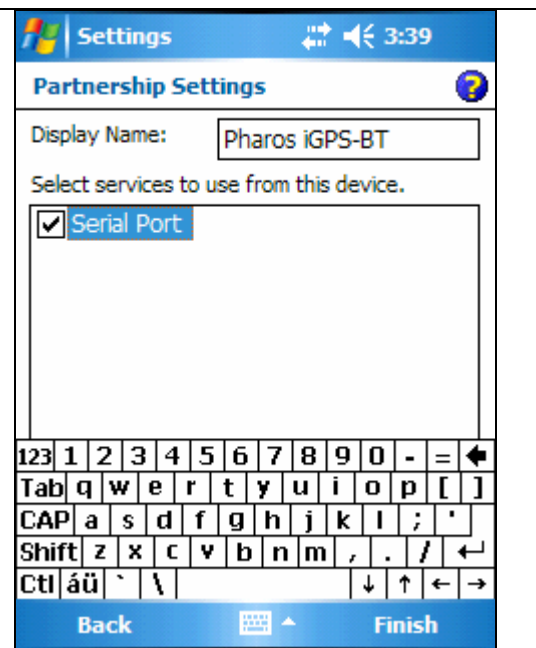 Settings 3:39
Partnership Settings ?
Display Name: Pharos iGPS-BT
Select services to use from this device.
Serial Port
123 1 2 3 4 5 6 7 8 9 0 - = 🡄
Tab q w e r t y u i o p [ ]
CAP a s d f g h j k l ; '
Shift z x c v b n m , . / ↵
Ctl áü ` \ ↓ ↑ ← →
Back Finish